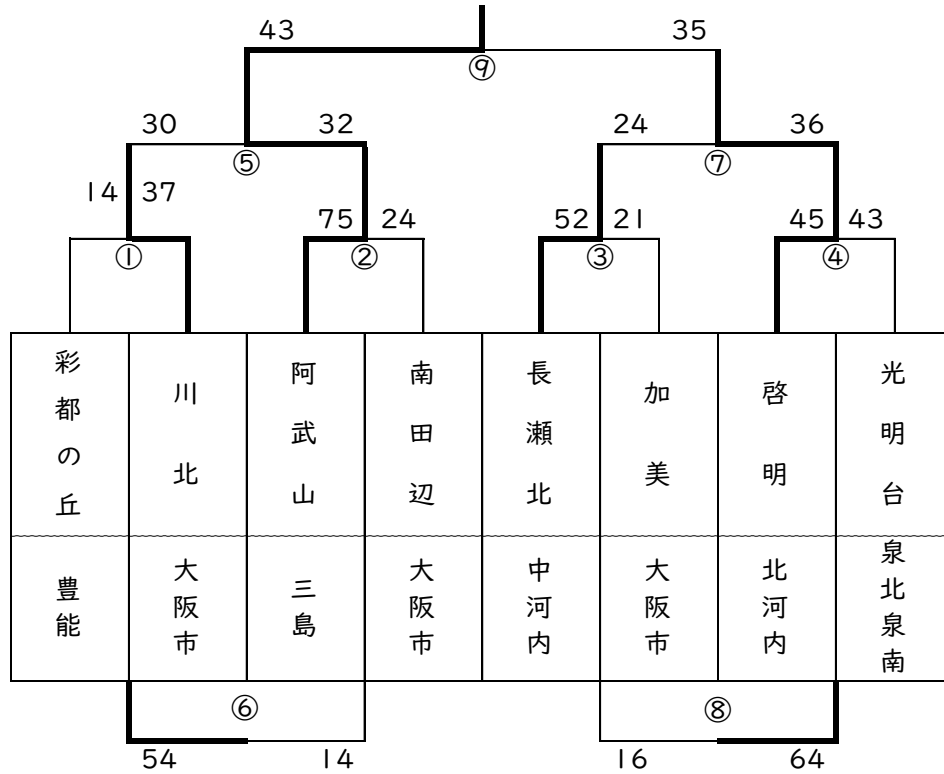 43 35
⑨
30 32 24 36
⑤ ⑦
14 37
75 24 52 21 45 43
① ② ③ ④
彩都の丘
川北
阿武山
南田辺
長瀬北
加美
啓明
光明台
豊能
大阪市
三島
大阪市
中河内
大阪市
北河内
泉北泉南
⑥ ⑧
54 14 16 64